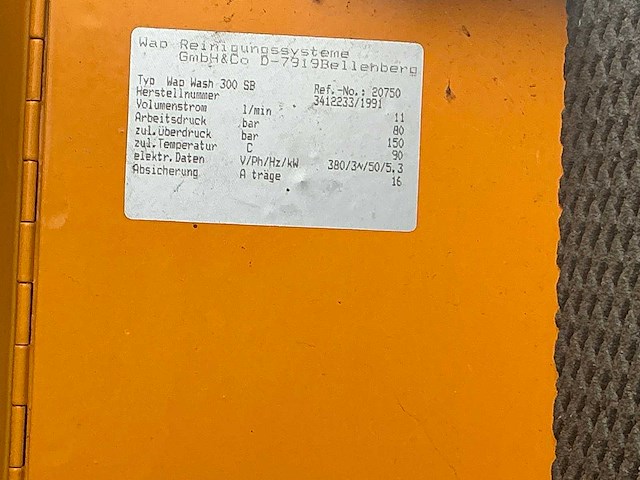 Wap Reinigungssysteme
GmbH&Co D-7919Bellenberg
Typ Wap Wash 300 SB Ref.-No.: 20750
Herstellnummer 3412233/1991
Volumenstrom l/min 11
Arbeitsdruck bar 80
zul.Überdruck bar 150
zul.Temperatur C 90
elektr.Daten V/Ph/Hz/kW 380/3~/50/5.3
Absicherung A träge 16